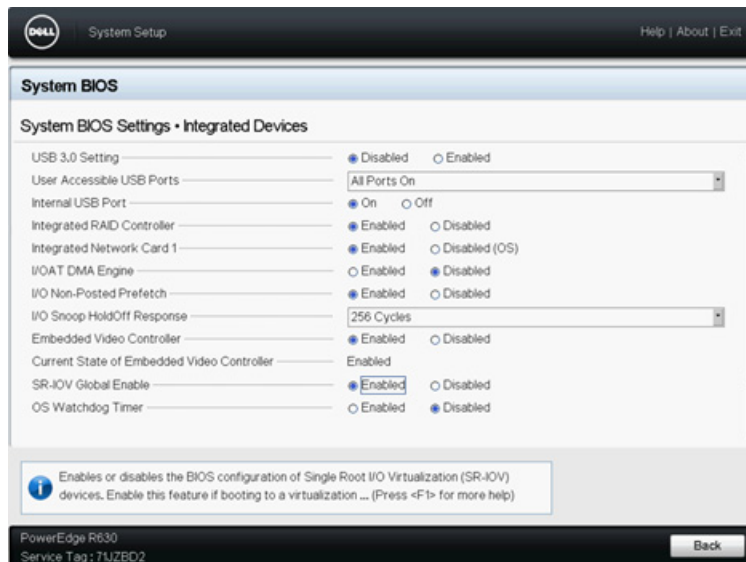 DELL
System Setup
Help | About | Exit
System BIOS
System BIOS Settings • Integrated Devices
USB 3.0 Setting Disabled Enabled
User Accessible USB Ports All Ports On
Internal USB Port On Off
Integrated RAID Controller Enabled Disabled
Integrated Network Card 1 Enabled Disabled (OS)
I/OAT DMA Engine Enabled Disabled
I/O Non-Posted Prefetch Enabled Disabled
I/O Snoop HoldOff Response 256 Cycles
Embedded Video Controller Enabled Disabled
Current State of Embedded Video Controller Enabled
SR-IOV Global Enable Enabled Disabled
OS Watchdog Timer Enabled Disabled
Enables or disables the BIOS configuration of Single Root I/O Virtualization (SR-IOV)
devices. Enable this feature if booting to a virtualization ... (Press <F1> for more help)
PowerEdge R630
Service Tag : 71JZBD2
Back